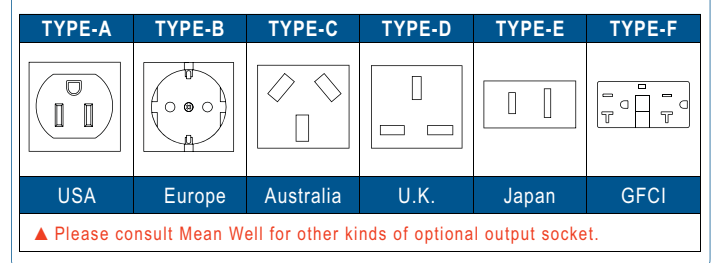 TYPE-A TYPE-B TYPE-C TYPE-D TYPE-E TYPE-F
USA Europe Australia U.K. Japan GFCI
▲ Please consult Mean Well for other kinds of optional output socket.